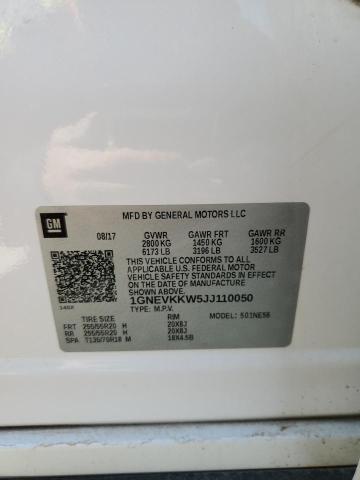 GM
MFD BY GENERAL MOTORS LLC
08/17 GVWR GAWR FRT GAWR RR
2800 KG 1450 KG 1600 KG
6173 LB 3196 LB 3527 LB
THIS VEHICLE CONFORMS TO ALL APPLICABLE U.S. FEDERAL MOTOR
VEHICLE SAFETY STANDARDS IN EFFECT ON THE DATE OF MANUFACTURE
SHOWN ABOVE.
1GNEVKKW5JJ110050
TYPE: M.P.V.
TIRE SIZE RIM
FRT 255/55R20 H 20X8J
RR 255/55R20 H 20X8J
SPA T135/70R18 M 18X4.5B